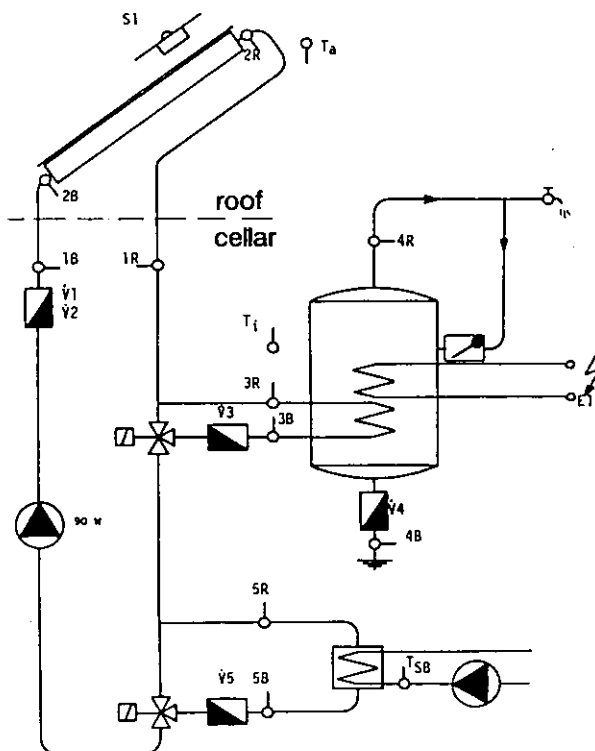 S1
2R
Ta
2B
roof
cellar
1B
1R
4R
V̇1
V̇2
Ti
3R
V̇3
3B
E1
V̇4
90 W
4B
5R
TSB
V̇5
5B